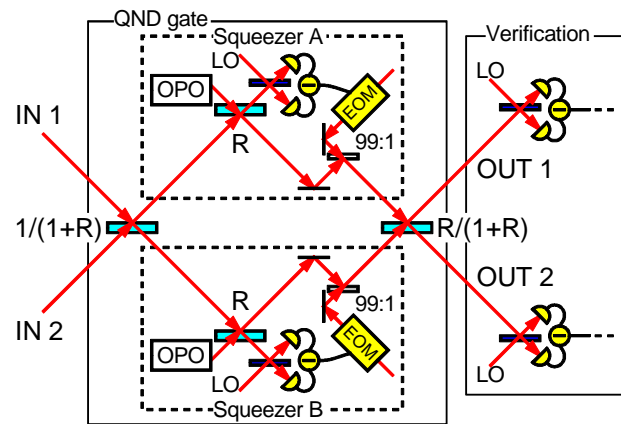 QND gate
Squeezer A
Verification
LO
OPO
EOM
LO
IN 1
R
99:1
OUT 1
1/(1+R)
R/(1+R)
R
99:1
OUT 2
IN 2
OPO
EOM
LO
LO
Squeezer B